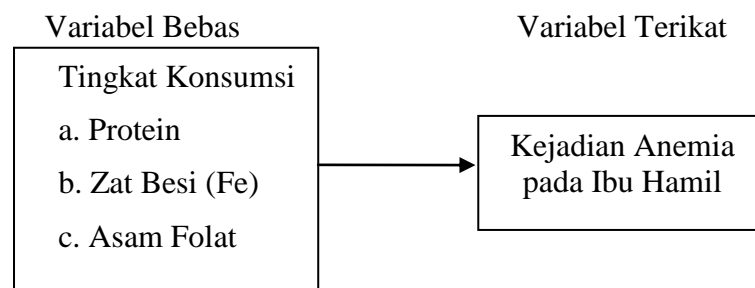 Variabel Bebas
Tingkat Konsumsi
a. Protein
b. Zat Besi (Fe)
c. Asam Folat
Variabel Terikat
Kejadian Anemia
pada Ibu Hamil